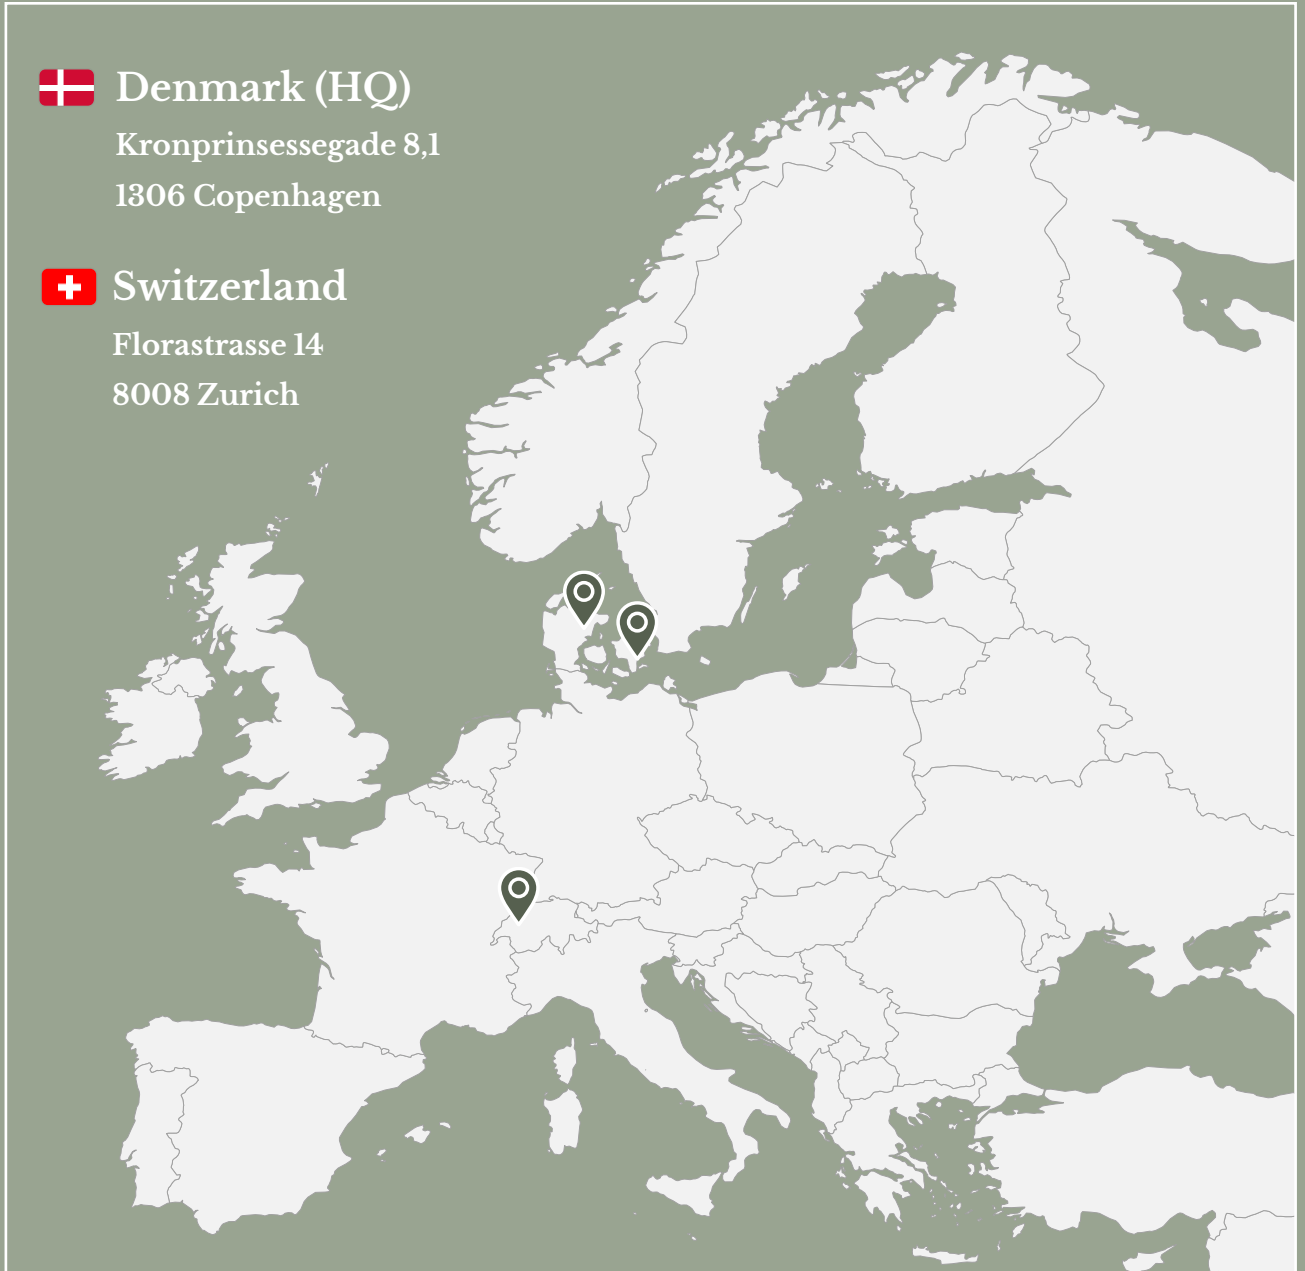 Denmark (HQ)
Kronprinsessegade 8,1
1306 Copenhagen
Switzerland
Florastrasse 14
8008 Zurich